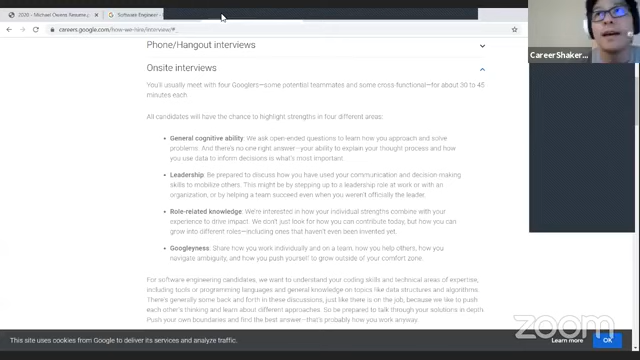 2020 - Michael Owens Resume.p
Software Engineer
careers.google.com/how-we-hire/interview/#_
CareerShaker...
Phone/Hangout interviews
Onsite interviews
You'll usually meet with four Googlers—some potential teammates and some cross-functional—for about 30 to 45
minutes each.
All candidates will have the chance to highlight strengths in four different areas:
• General cognitive ability: We ask open-ended questions to learn how you approach and solve
problems. And there's no one right answer—your ability to explain your thought process and how
you use data to inform decisions is what's most important.
• Leadership: Be prepared to discuss how you have used your communication and decision-making
skills to mobilize others. This might be by stepping up to a leadership role at work or with an
organization, or by helping a team succeed even when you weren't officially the leader.
• Role-related knowledge: We're interested in how your individual strengths combine with your
experience to drive impact. We don't just look for how you can contribute today, but how you can
grow into different roles—including ones that haven't even been invented yet.
• Googleyness: Share how you work individually and on a team, how you help others, how you
navigate ambiguity, and how you push yourself to grow outside of your comfort zone.
For software engineering candidates, we want to understand your coding skills and technical areas of expertise,
including tools or programming languages and general knowledge on topics like data structures and algorithms.
There's generally some back and forth in these discussions, just like there is on the job, because we like to push
each other's thinking and learn about different approaches. So be prepared to talk through your solutions in depth.
Push your own boundaries and find the best answer—that's probably how you work anyway.
zoom
This site uses cookies from Google to deliver its services and analyze traffic.
Learn more
OK